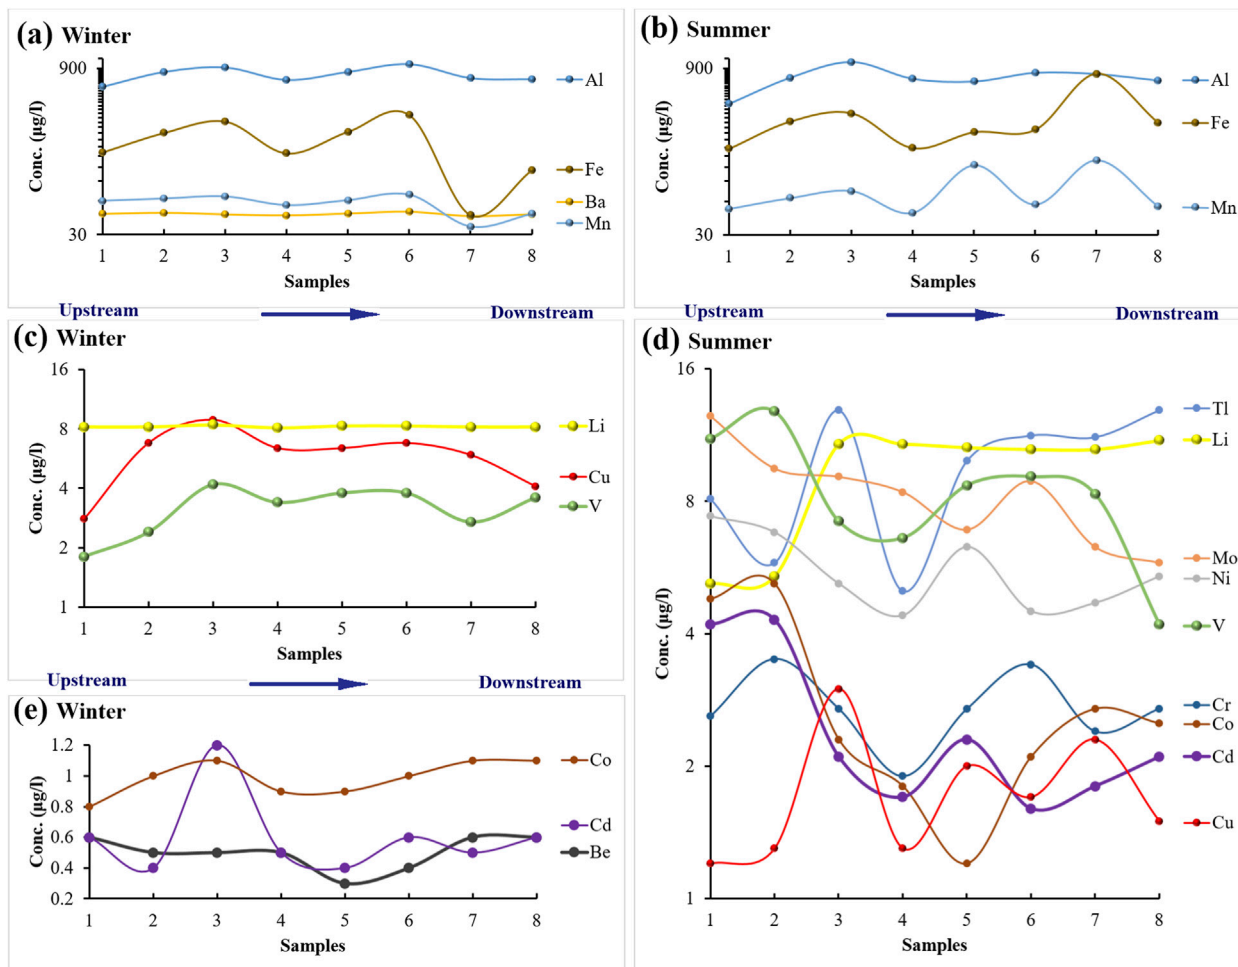 (a) Winter
900
30
Conc. (µg/l)
1 2 3 4 5 6 7 8
Samples
Al
Fe
Ba
Mn
(b) Summer
900
30
Conc. (µg/l)
1 2 3 4 5 6 7 8
Samples
Al
Fe
Mn
Upstream Downstream
Upstream Downstream
(c) Winter
16
8
4
2
1
Conc. (µg/l)
1 2 3 4 5 6 7 8
Samples
Li
Cu
V
Upstream Downstream
(d) Summer
16
8
4
2
1
Conc. (µg/l)
1 2 3 4 5 6 7 8
Samples
Tl
Li
Mo
Ni
V
Cr
Co
Cd
Cu
(e) Winter
1.2
1
0.8
0.6
0.4
0.2
Conc. (µg/l)
1 2 3 4 5 6 7 8
Samples
Co
Cd
Be